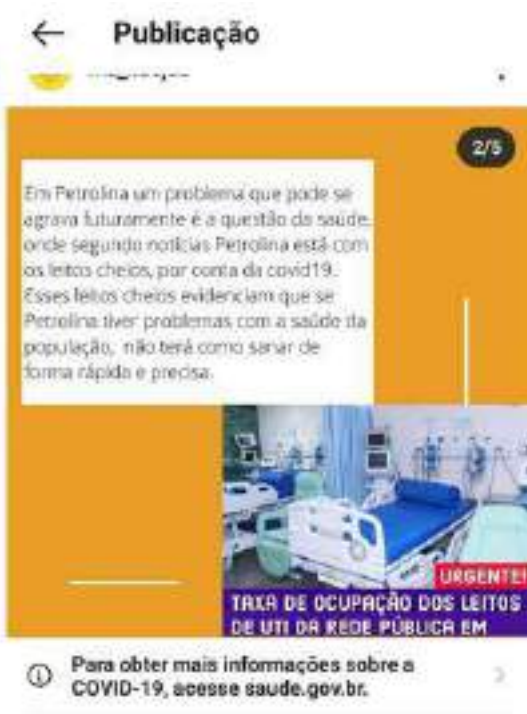 Publicação
2/5
Em Petrolina um problema que pode se
agrava futuramente é a questão da saúde,
onde segundo notícias Petrolina está com
os leitos cheios, por conta da covid19.
Esses leitos cheios evidenciam que se
Petrolina tiver problemas com a saúde da
população, não terá como sanar de
forma rápida e precisa.
URGENTE!
TAXA DE OCUPAÇÃO DOS LEITOS
DE UTI DA REDE PÚBLICA EM
Para obter mais informações sobre a
COVID-19, acesse saude.gov.br.